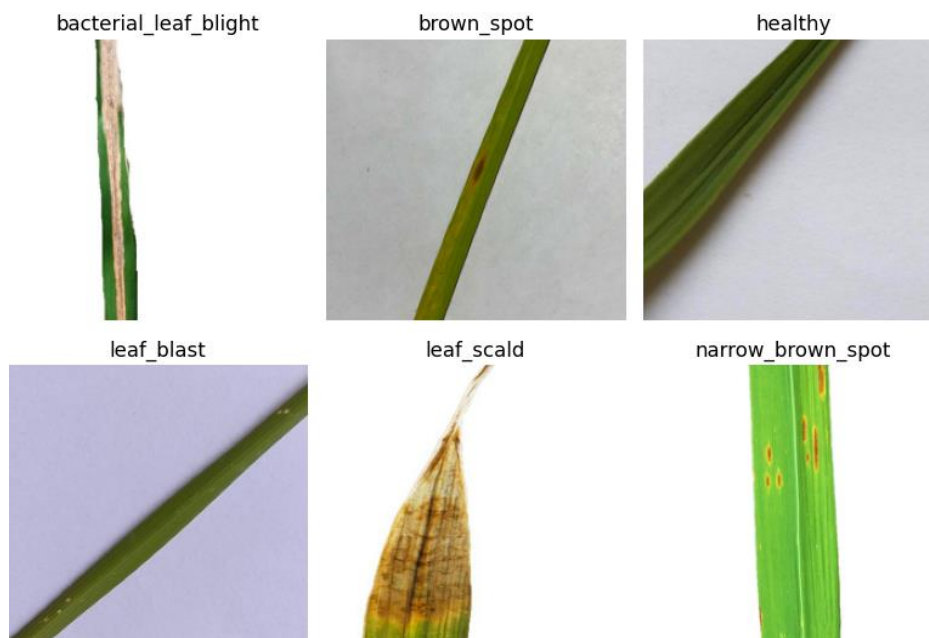 bacterial_leaf_blight
brown_spot
healthy
leaf_blast
leaf_scald
narrow_brown_spot